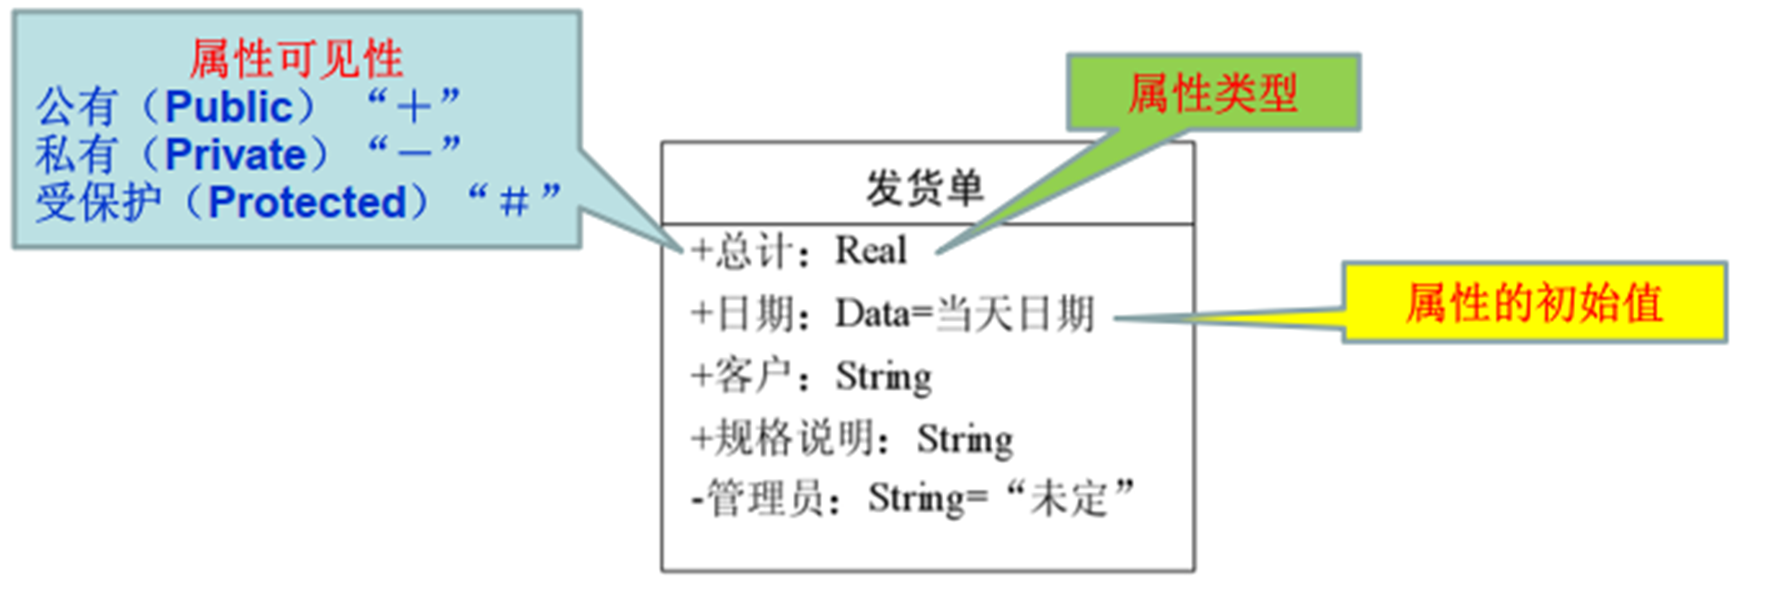 属性可见性
公有（Public） “＋”
私有（Private） “－”
受保护（Protected） “＃”
属性类型
发货单
+总计：Real
+日期：Data=当天日期
属性的初始值
+客户：String
+规格说明：String
-管理员：String=“未定”